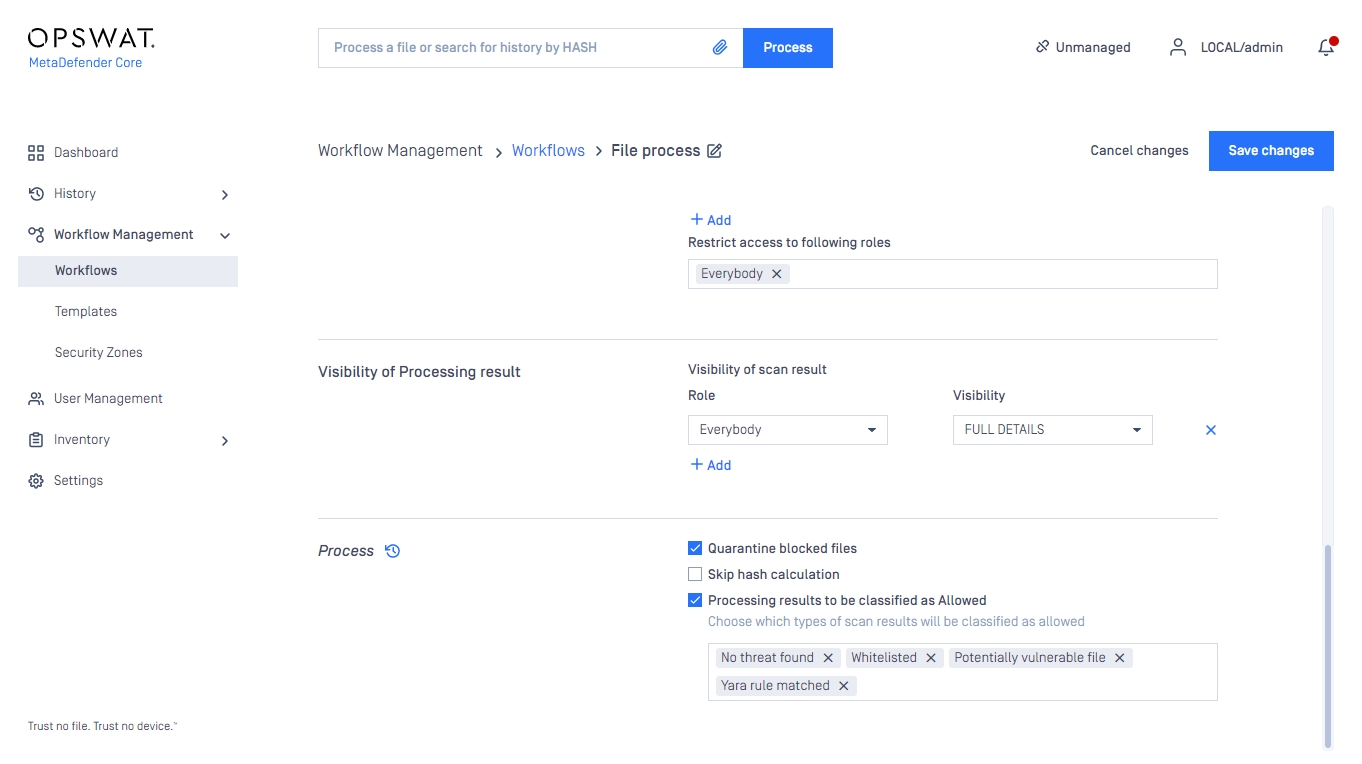 OPSWAT.
MetaDefender Core
Process a file or search for history by HASH
Process
Unmanaged
LOCAL/admin
Dashboard
History
Workflow Management
Workflows
Templates
Security Zones
User Management
Inventory
Settings
Trust no file. Trust no device.™
Workflow Management > Workflows > File process
Cancel changes
Save changes
+ Add
Restrict access to following roles
Everybody ×
Visibility of Processing result
Visibility of scan result
Role
Visibility
Everybody
FULL DETAILS
×
+ Add
Process
Quarantine blocked files
Skip hash calculation
Processing results to be classified as Allowed
Choose which types of scan results will be classified as allowed
No threat found × Whitelisted × Potentially vulnerable file ×
Yara rule matched ×